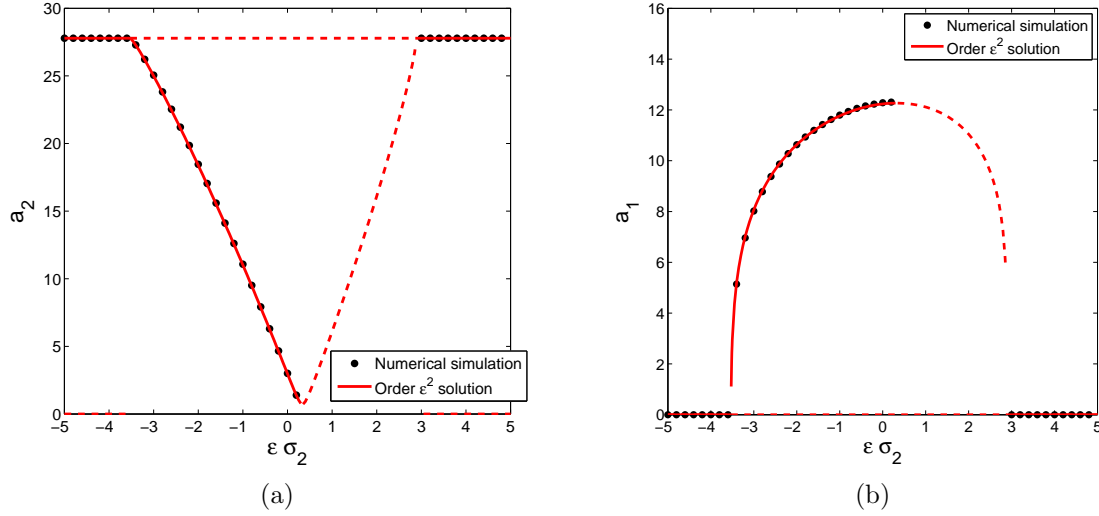 30
25
20
15
10
5
0
a₂
−5 −4 −3 −2 −1 0 1 2 3 4 5
ε σ₂
Numerical simulation
Order ε² solution
(a)
16
14
12
10
8
6
4
2
0
a₁
−5 −4 −3 −2 −1 0 1 2 3 4 5
ε σ₂
Numerical simulation
Order ε² solution
(b)